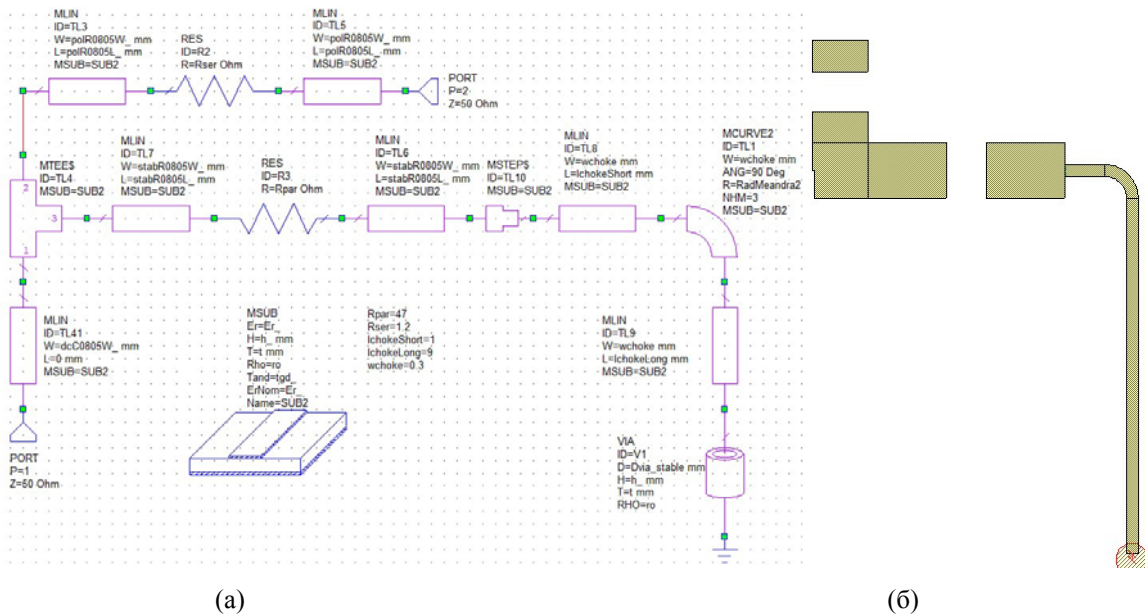 MLIN
ID=TL3
W=polR0805W_ mm
L=polR0805L_ mm
MSUB=SUB2
RES
ID=R2
R=Rser Ohm
MLIN
ID=TL5
W=polR0805W_ mm
L=polR0805L_ mm
MSUB=SUB2
PORT
P=2
Z=50 Ohm
MTEE$
ID=TL4
MSUB=SUB2
2
3
1
MLIN
ID=TL7
W=stabR0805W_ mm
L=stabR0805L_ mm
MSUB=SUB2
RES
ID=R3
R=Rpar Ohm
MLIN
ID=TL6
W=stabR0805W_ mm
L=stabR0805L_ mm
MSUB=SUB2
MSTEP$
ID=TL10
MSUB=SUB2
MLIN
ID=TL8
W=wchoke mm
L=lchokeShort mm
MSUB=SUB2
MCURVE2
ID=TL1
W=wchoke mm
ANG=90 Deg
R=RadMeandra2
NHM=3
MSUB=SUB2
MLIN
ID=TL41
W=dcC0805W_ mm
L=0 mm
MSUB=SUB2
MSUB
Er=Er_
H=h_ mm
T=t mm
Rho=ro
Tand=tgd_
ErNom=Er_
Name=SUB2
Rpar=47
Rser=1.2
lchokeShort=1
lchokeLong=9
wchoke=0.3
MLIN
ID=TL9
W=wchoke mm
L=lchokeLong mm
MSUB=SUB2
PORT
P=1
Z=50 Ohm
VIA
ID=V1
D=Dvia_stable mm
H=h_ mm
T=t mm
RHO=ro
(а)
(б)